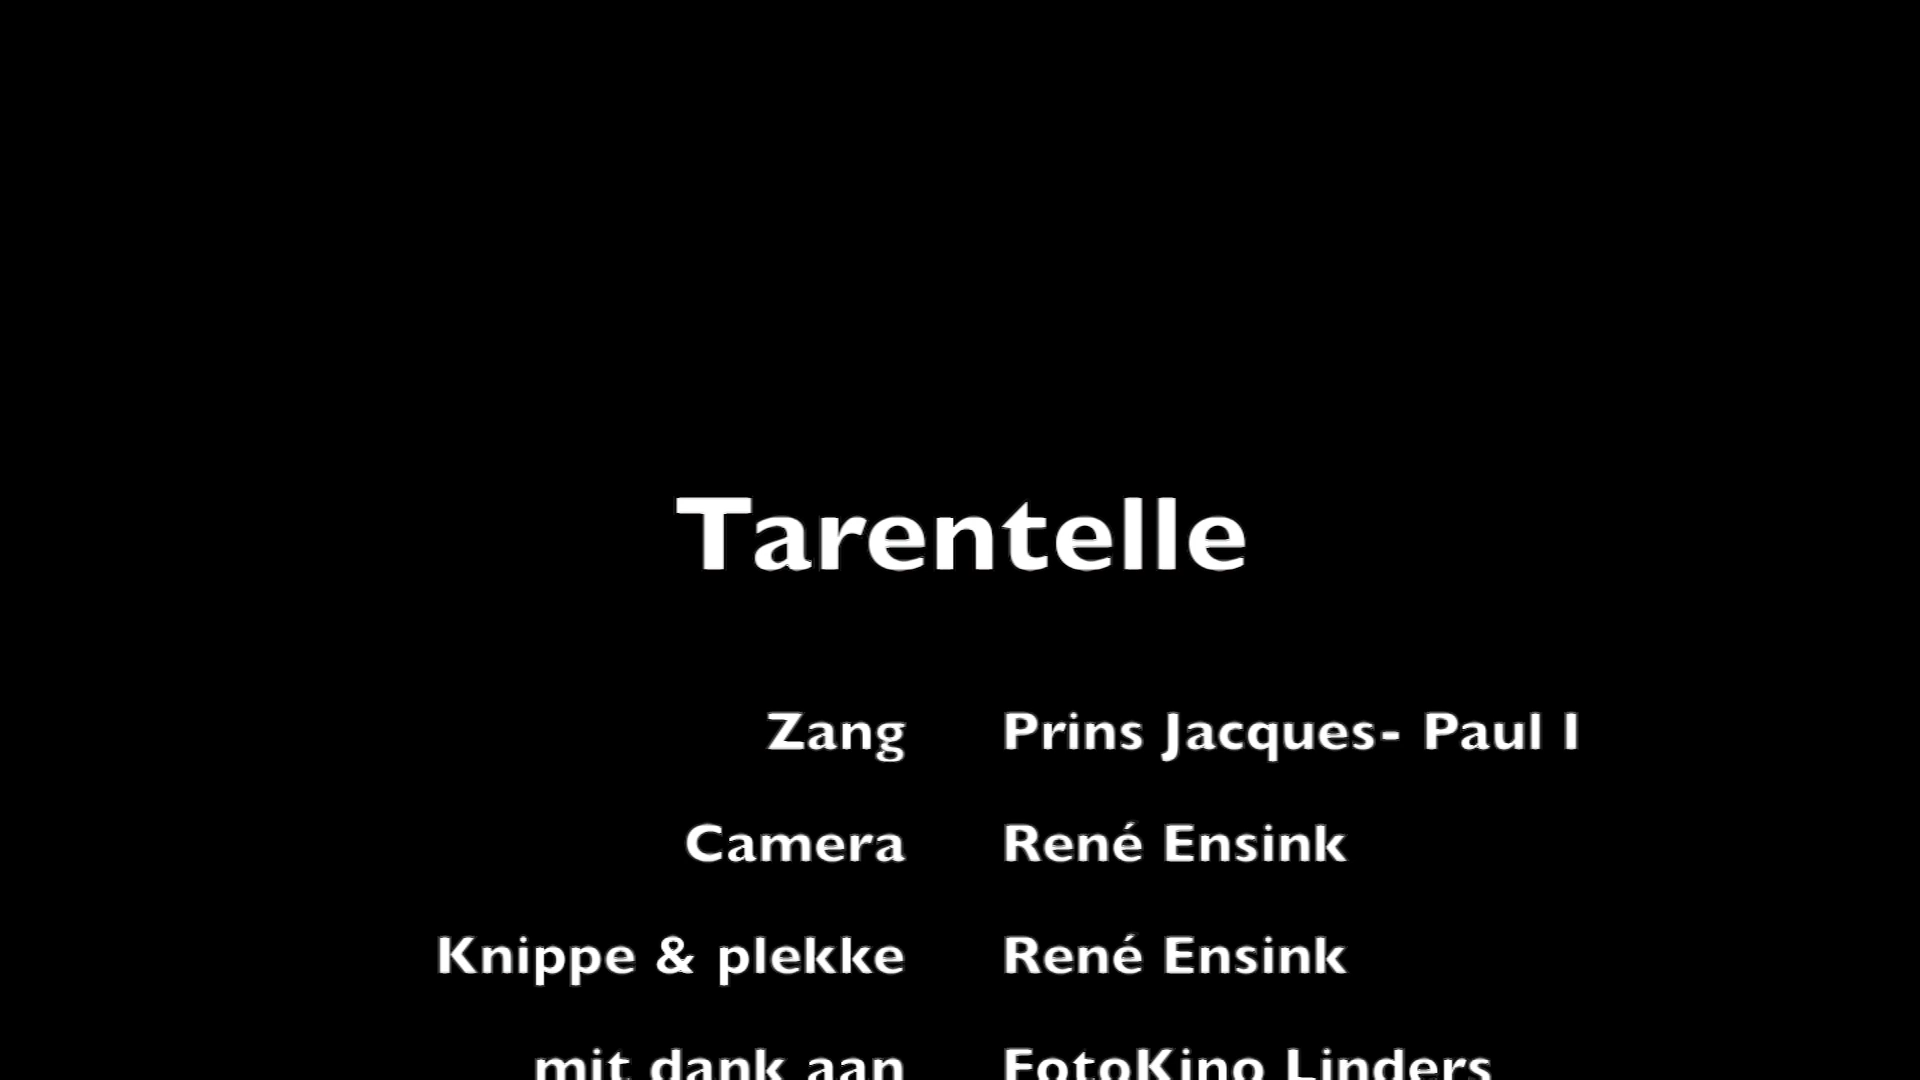 Tarentelle
Zang Prins Jacques- Paul I
Camera René Ensink
Knippe & plekke René Ensink
mit dank aan FotoKino Linders